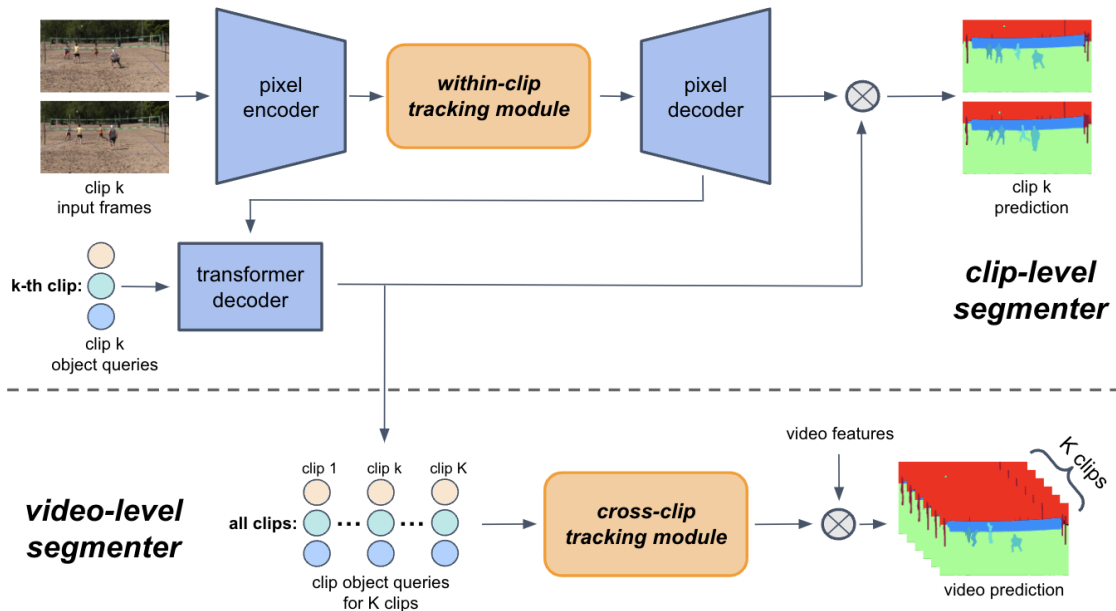 pixel
encoder
within-clip
tracking module
pixel
decoder
clip k
input frames
clip k
prediction
k-th clip:
transformer
decoder
clip k
object queries
clip-level
segmenter
video-level
segmenter
clip 1
clip k
clip K
all clips:
clip object queries
for K clips
cross-clip
tracking module
video features
K clips
video prediction